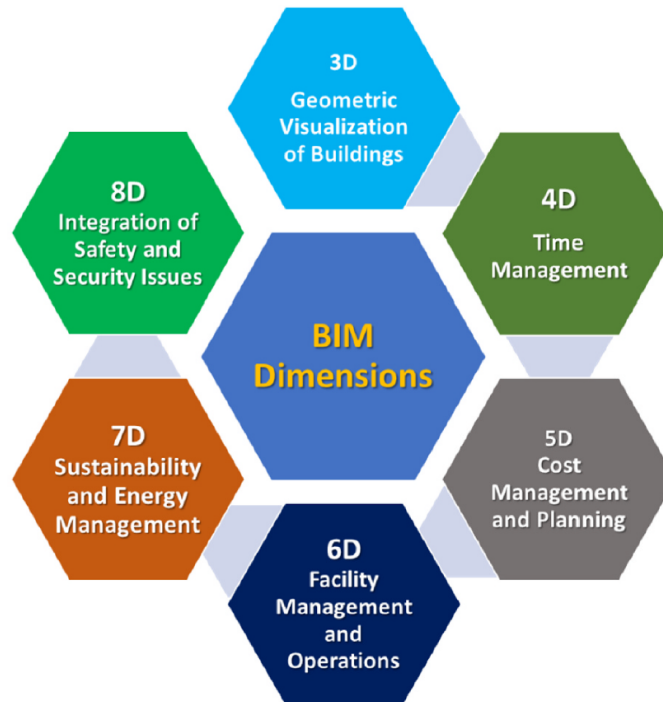 3D
Geometric
Visualization
of Buildings
4D
Time
Management
5D
Cost
Management
and Planning
6D
Facility
Management
and
Operations
7D
Sustainability
and Energy
Management
8D
Integration of
Safety and
Security Issues
BIM
Dimensions